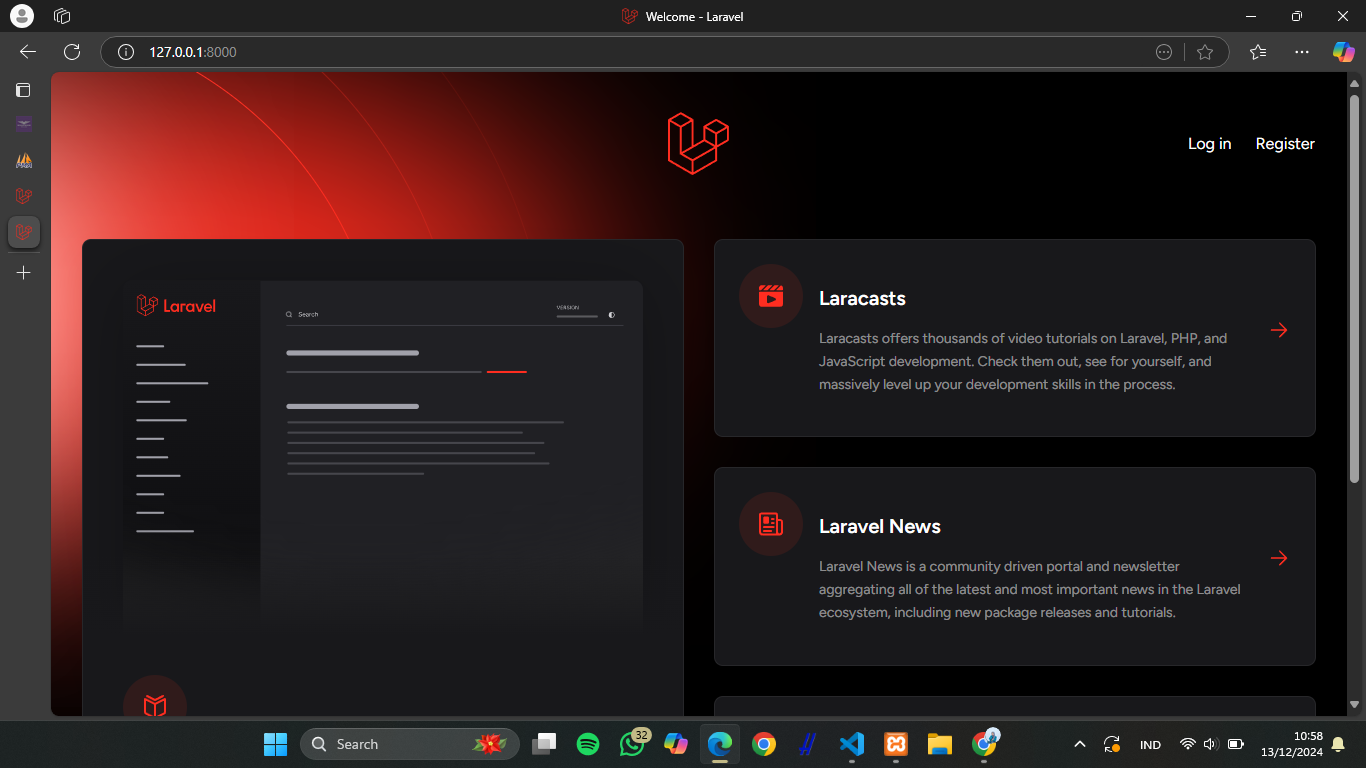 Welcome - Laravel
127.0.0.1:8000
Log in
Register
Laravel
Search
VERSION
Laracasts
Laracasts offers thousands of video tutorials on Laravel, PHP, and
JavaScript development. Check them out, see for yourself, and
massively level up your development skills in the process.
Laravel News
Laravel News is a community driven portal and newsletter
aggregating all of the latest and most important news in the Laravel
ecosystem, including new package releases and tutorials.
Search
32
IND
10:58
13/12/2024